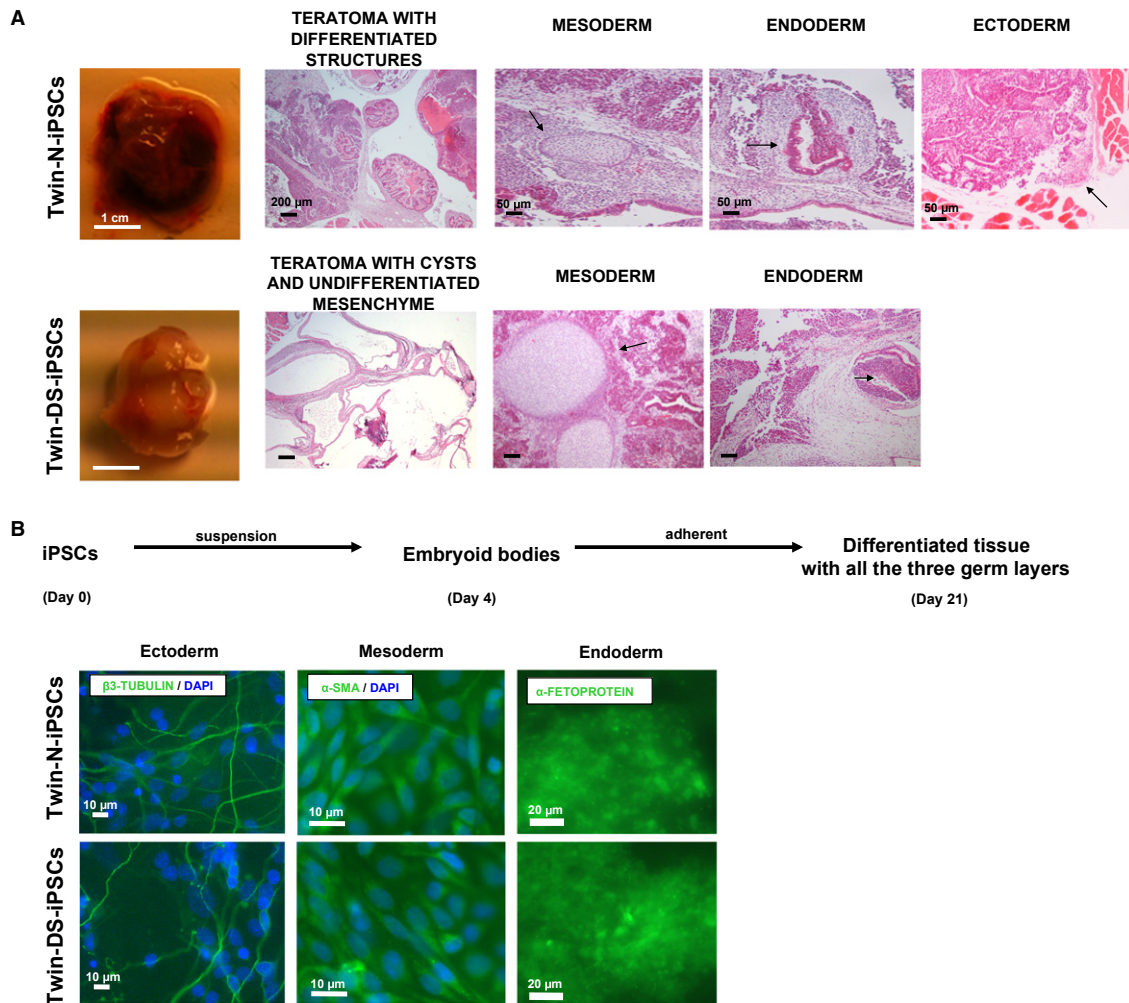 A
TERATOMA WITH
DIFFERENTIATED
STRUCTURES
MESODERM
ENDODERM
ECTODERM
Twin-N-iPSCs
1 cm
200 µm
50 µm
50 µm
50 µm
TERATOMA WITH CYSTS
AND UNDIFFERENTIATED
MESENCHYME
MESODERM
ENDODERM
Twin-DS-iPSCs
B
iPSCs
suspension
Embryoid bodies
adherent
Differentiated tissue
with all the three germ layers
(Day 0)
(Day 4)
(Day 21)
Ectoderm
Mesoderm
Endoderm
Twin-N-iPSCs
β3-TUBULIN / DAPI
α-SMA / DAPI
α-FETOPROTEIN
10 µm
10 µm
20 µm
Twin-DS-iPSCs
10 µm
10 µm
20 µm